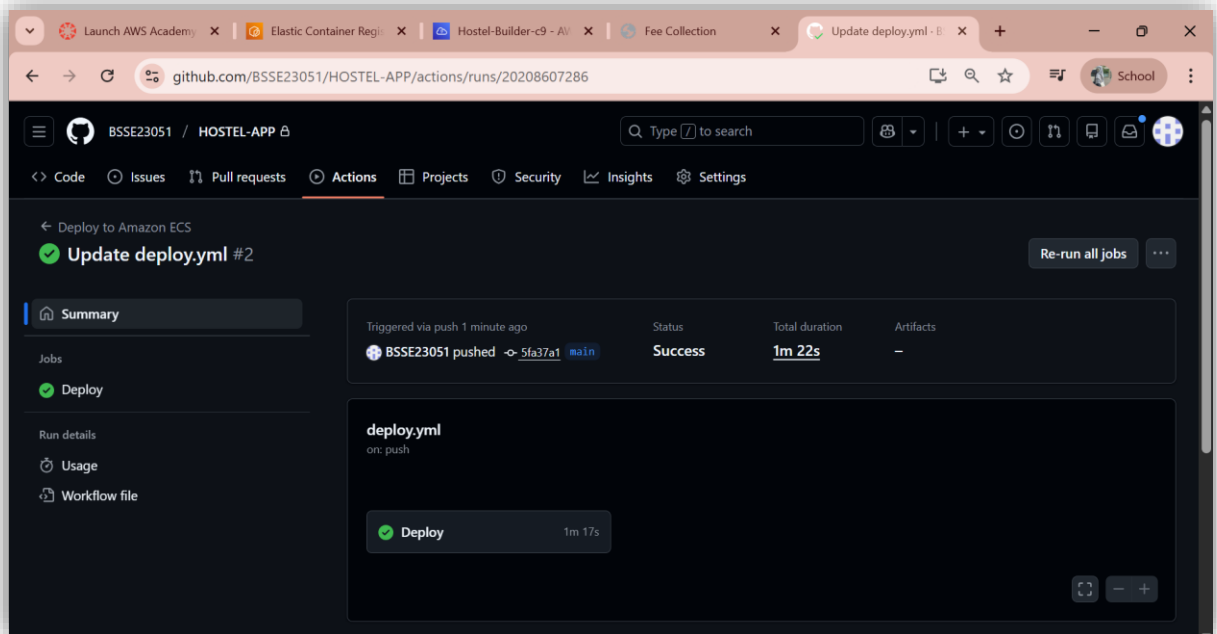 Launch AWS Academy
Elastic Container Regis
Hostel-Builder-c9 - AW
Fee Collection
Update deploy.yml · B
github.com/BSSE23051/HOSTEL-APP/actions/runs/20208607286
School
BSSE23051 / HOSTEL-APP
Type / to search
Code Issues Pull requests Actions Projects Security Insights Settings
Deploy to Amazon ECS
Update deploy.yml #2
Re-run all jobs
Summary
Jobs
Deploy
Run details
Usage
Workflow file
Triggered via push 1 minute ago
BSSE23051 pushed 5fa37a1 main
Status
Success
Total duration
1m 22s
Artifacts
–
deploy.yml
on: push
Deploy 1m 17s